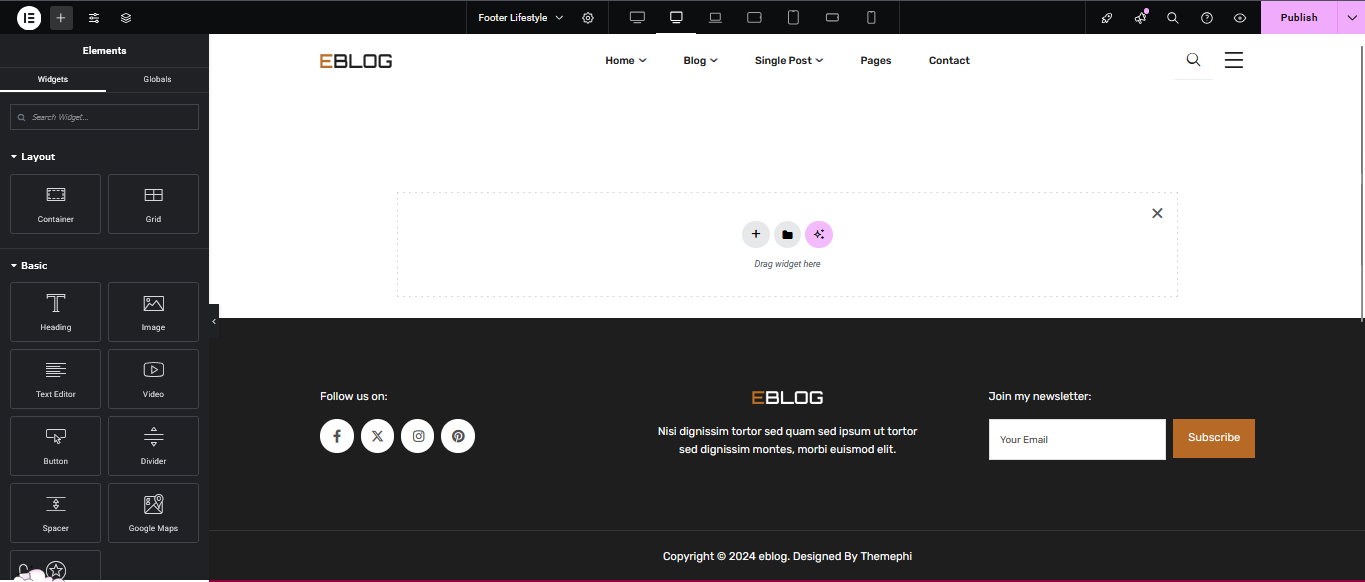 Footer Lifestyle
Publish
Elements
Widgets
Globals
Search Widget...
Layout
Container
Grid
Basic
Heading
Image
Text Editor
Video
Button
Divider
Spacer
Google Maps
EBLOG
Home
Blog
Single Post
Pages
Contact
Drag widget here
Follow us on:
EBLOG
Nisi dignissim tortor sed quam sed ipsum ut tortor
sed dignissim montes, morbi euismod elit.
Join my newsletter:
Your Email
Subscribe
Copyright © 2024 eblog. Designed By Themephi